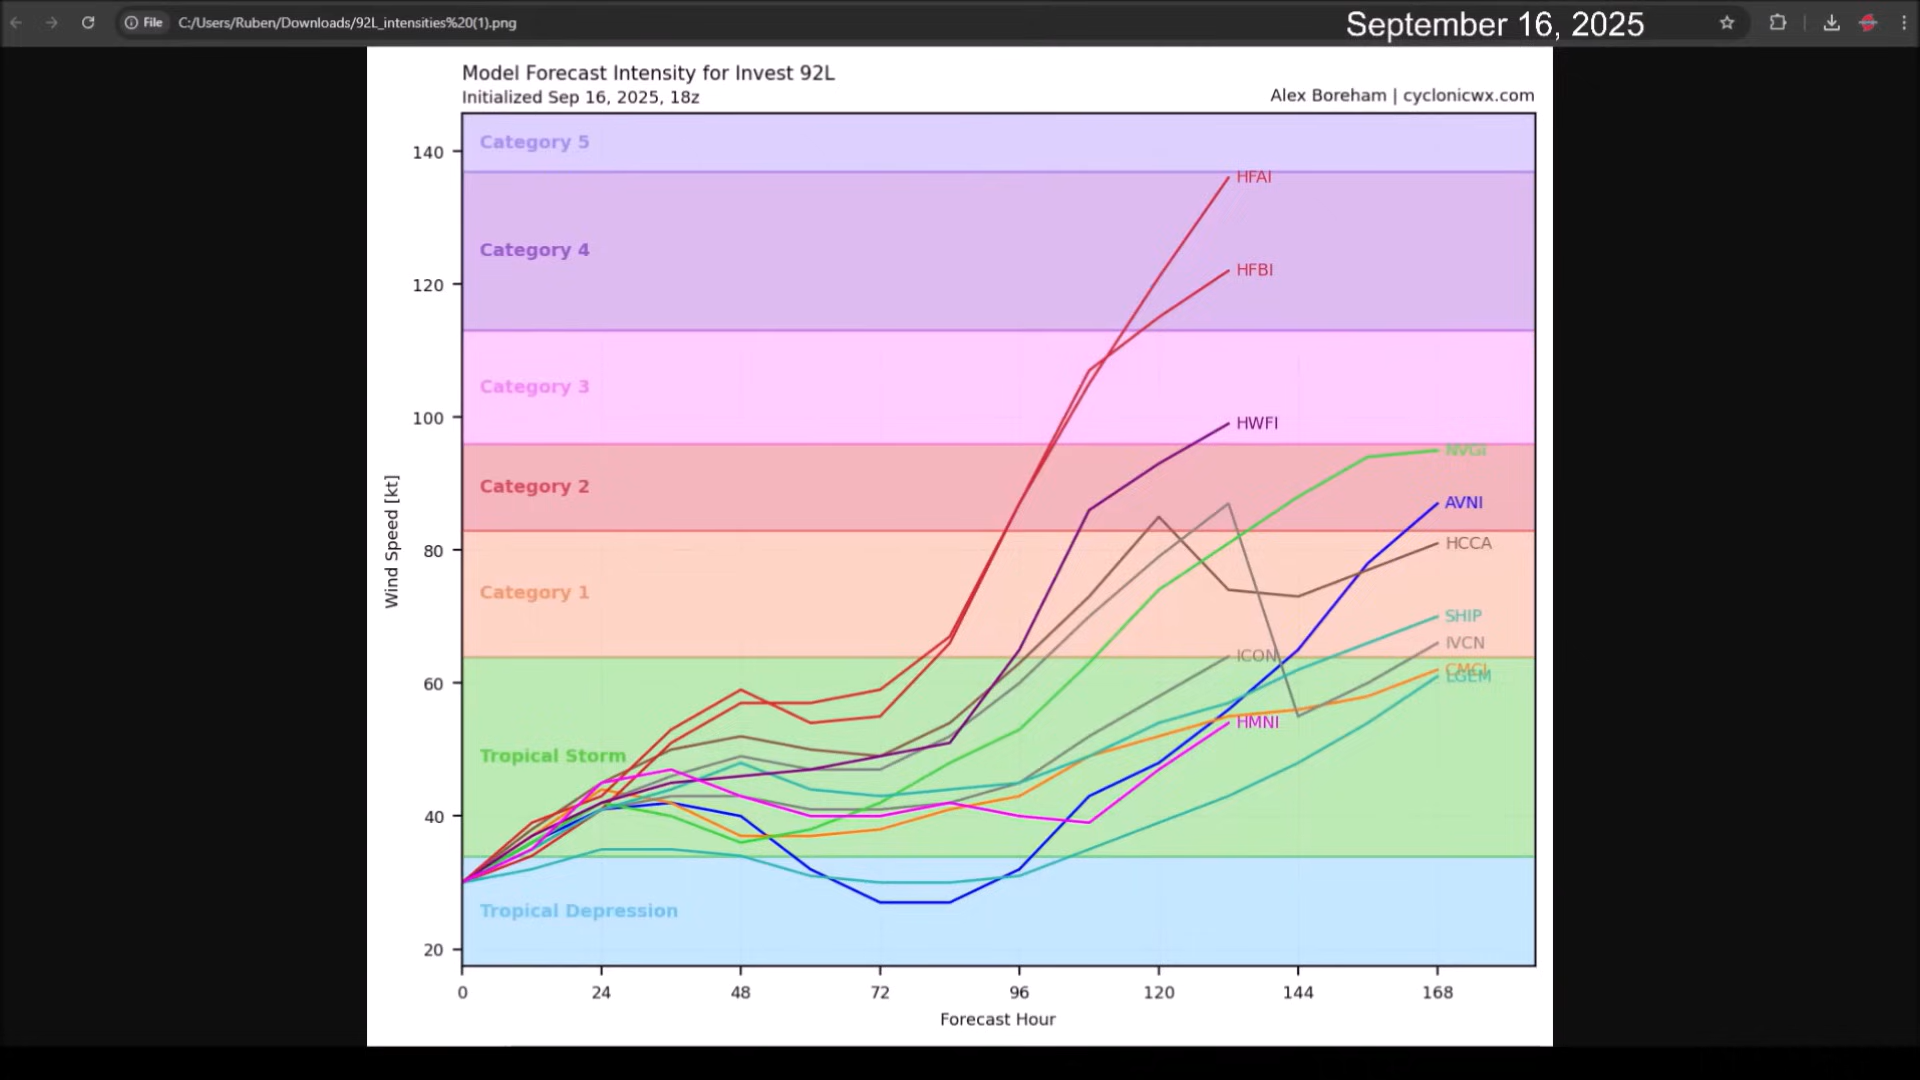 File C:/Users/Ruben/Downloads/92L_intensities%20(1).png
September 16, 2025
Model Forecast Intensity for Invest 92L
Initialized Sep 16, 2025, 18z
Alex Boreham | cyclonicwx.com
Category 5
140
HFAI
Category 4
HFBI
120
Category 3
100
HWFI
NVGI
Category 2
AVNI
HCCA
80
Category 1
SHIP
IVCN
ICON
CMCI
LGEM
60
HMNI
Tropical Storm
40
Tropical Depression
20
Wind Speed [kt]
0 24 48 72 96 120 144 168
Forecast Hour